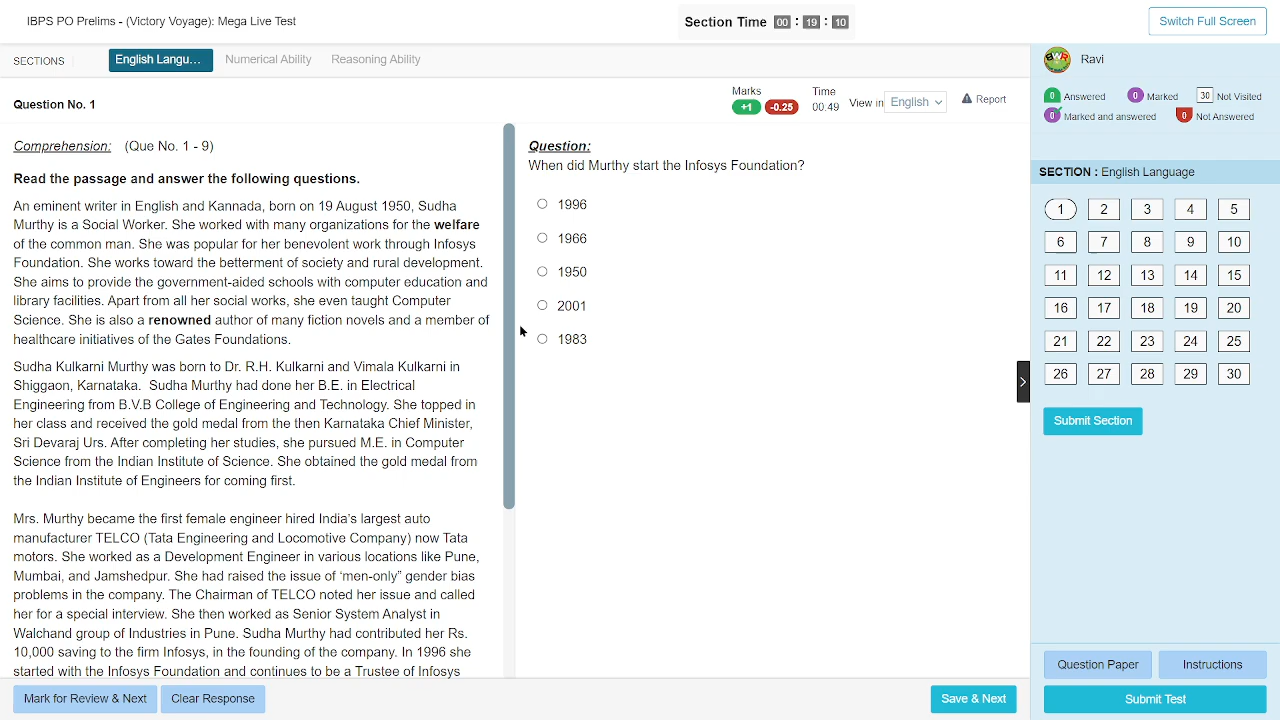 IBPS PO Prelims - (Victory Voyage): Mega Live Test
Section Time 00 : 19 : 10
Switch Full Screen
SECTIONS
English Langu...
Numerical Ability
Reasoning Ability
Ravi
Question No. 1
Marks
+1 -0.25
Time
00.49
View in English
Report
0 Answered
0 Marked
30 Not Visited
0 Marked and answered
0 Not Answered
Comprehension: (Que No. 1 - 9)
Read the passage and answer the following questions.
An eminent writer in English and Kannada, born on 19 August 1950, Sudha
Murthy is a Social Worker. She worked with many organizations for the welfare
of the common man. She was popular for her benevolent work through Infosys
Foundation. She works toward the betterment of society and rural development.
She aims to provide the government-aided schools with computer education and
library facilities. Apart from all her social works, she even taught Computer
Science. She is also a renowned author of many fiction novels and a member of
healthcare initiatives of the Gates Foundations.
Sudha Kulkarni Murthy was born to Dr. R.H. Kulkarni and Vimala Kulkarni in
Shiggaon, Karnataka. Sudha Murthy had done her B.E. in Electrical
Engineering from B.V.B College of Engineering and Technology. She topped in
her class and received the gold medal from the then Karnataka Chief Minister,
Sri Devaraj Urs. After completing her studies, she pursued M.E. in Computer
Science from the Indian Institute of Science. She obtained the gold medal from
the Indian Institute of Engineers for coming first.
Mrs. Murthy became the first female engineer hired India's largest auto
manufacturer TELCO (Tata Engineering and Locomotive Company) now Tata
motors. She worked as a Development Engineer in various locations like Pune,
Mumbai, and Jamshedpur. She had raised the issue of ‘men-only” gender bias
problems in the company. The Chairman of TELCO noted her issue and called
her for a special interview. She then worked as Senior System Analyst in
Walchand group of Industries in Pune. Sudha Murthy had contributed her Rs.
10,000 saving to the firm Infosys, in the founding of the company. In 1996 she
started with the Infosys Foundation and continues to be a Trustee of Infosys
Question:
When did Murthy start the Infosys Foundation?
1996
1966
1950
2001
1983
SECTION : English Language
1 2 3 4 5
6 7 8 9 10
11 12 13 14 15
16 17 18 19 20
21 22 23 24 25
26 27 28 29 30
Submit Section
Question Paper
Instructions
Mark for Review & Next
Clear Response
Save & Next
Submit Test